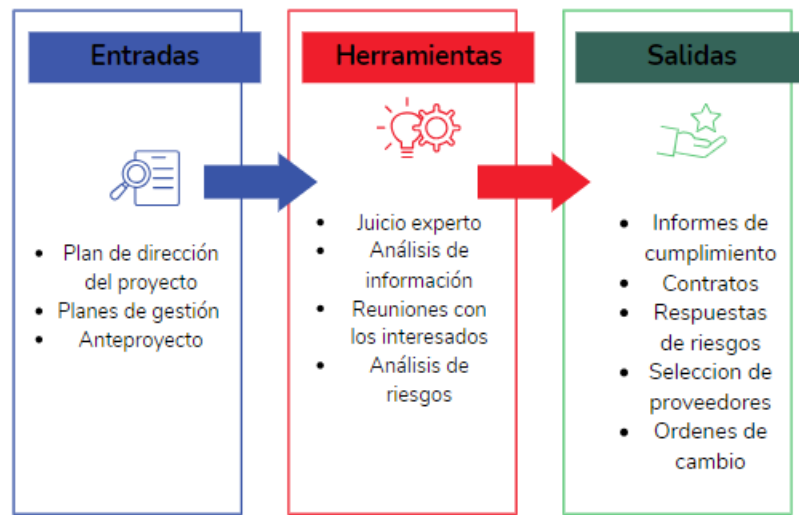 Entradas
• Plan de dirección
del proyecto
• Planes de gestión
• Anteproyecto
Herramientas
• Juicio experto
• Análisis de
información
• Reuniones con
los interesados
• Análisis de
riesgos
Salidas
• Informes de
cumplimiento
• Contratos
• Respuestas
de riesgos
• Seleccion de
proveedores
• Ordenes de
cambio